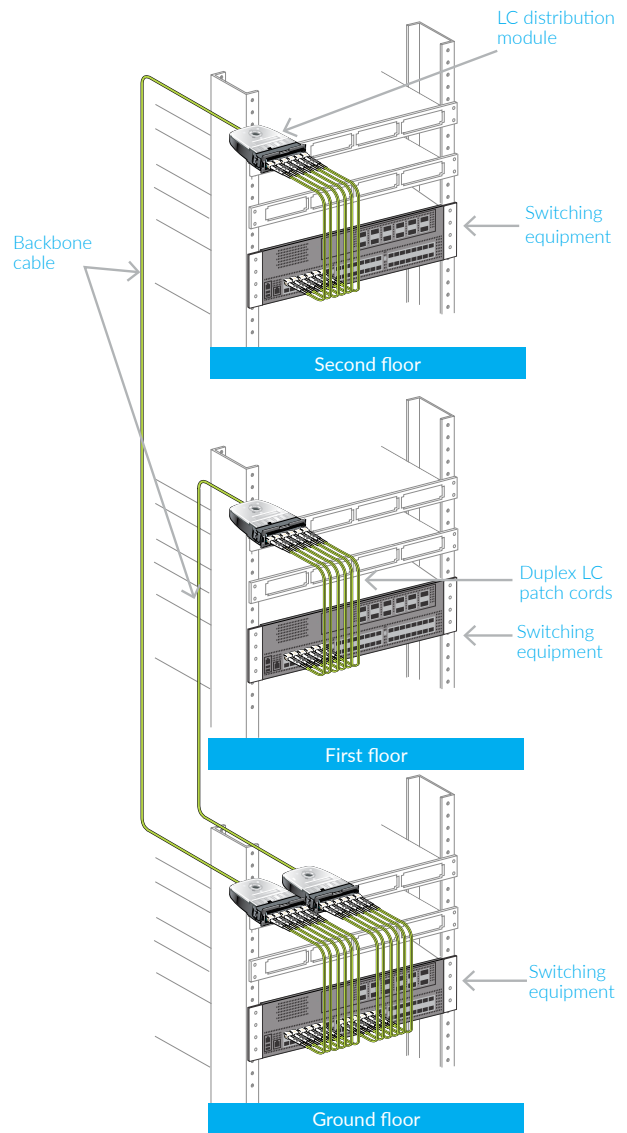 LC distribution
module
Switching
equipment
Backbone
cable
Second floor
Duplex LC
patch cords
Switching
equipment
First floor
Switching
equipment
Ground floor